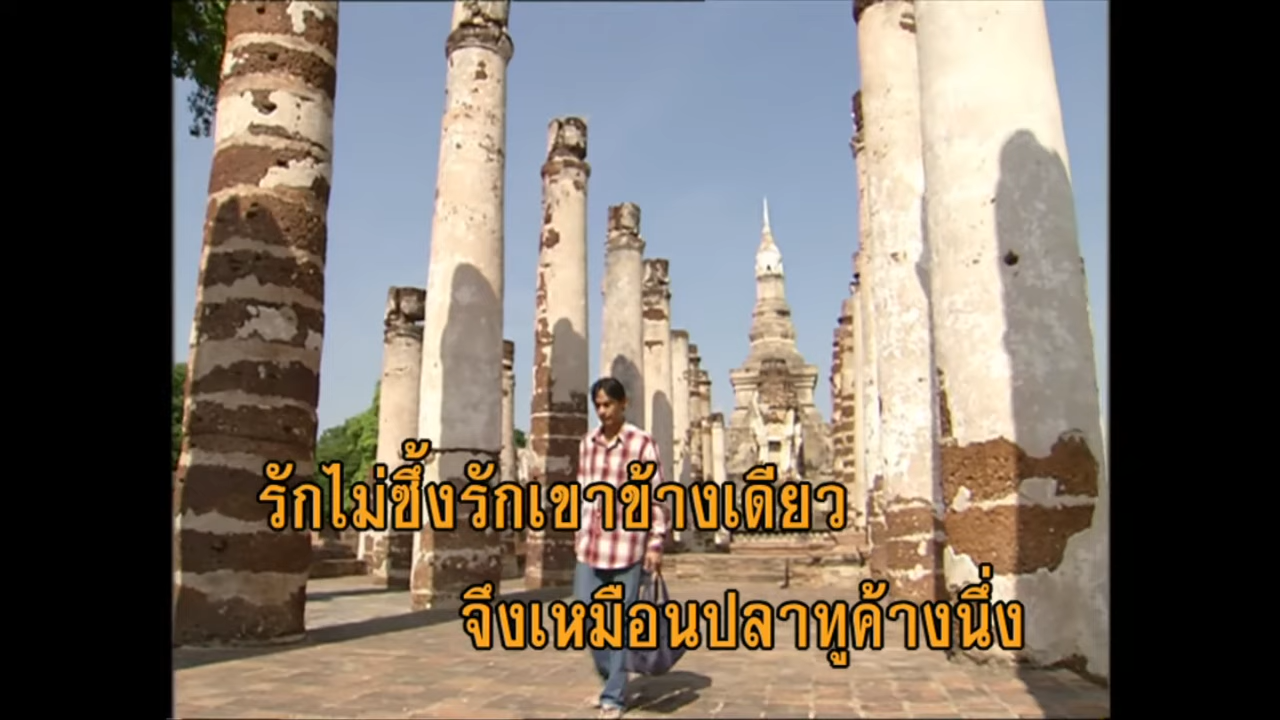 รักไม่ซึ้งรักเขาข้างเดียว
จึงเหมือนปลาทูค้างนึ่ง